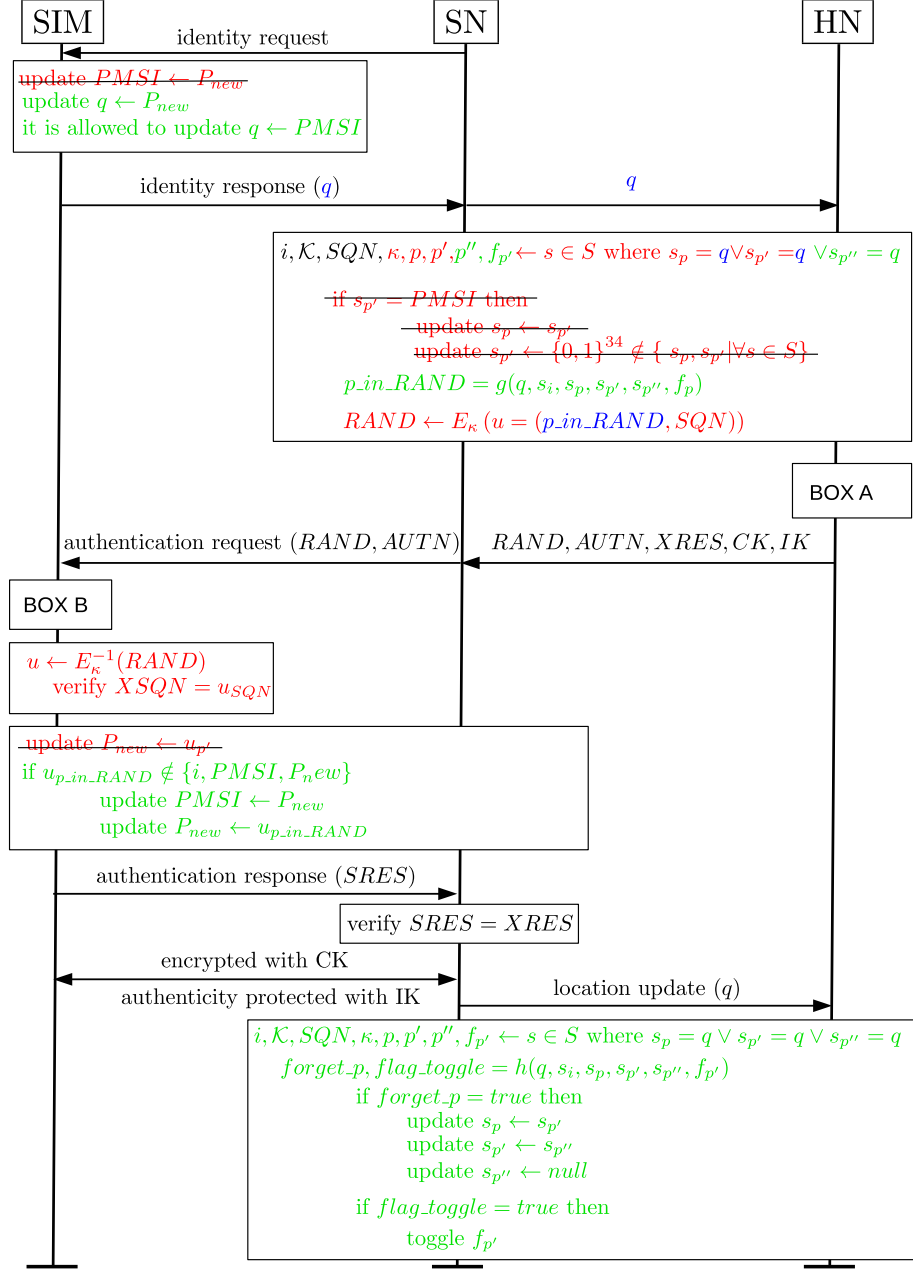 SIM SN HN
identity request
update PMSI ← P_new
update q ← P_new
it is allowed to update q ← PMSI
identity response (q)
q
i, 𝒦, SQN, κ, p, p′, p′′, f_p′ ← s ∈ S where s_p = q ∨ s_p′ = q ∨ s_p′′ = q
if s_p′ = PMSI then
update s_p ← s_p′
update s_p′ ← {0, 1}^34 ∉ { s_p, s_p′ | ∀s ∈ S}
p_in_RAND = g(q, s_i, s_p, s_p′, s_p′′, f_p)
RAND ← E_κ (u = (p_in_RAND, SQN))
BOX A
authentication request (RAND, AUTN)
RAND, AUTN, XRES, CK, IK
BOX B
u ← E_κ^−1(RAND)
verify XSQN = u_SQN
update P_new ← u_p′
if u_p_in_RAND ∉ {i, PMSI, P_new}
update PMSI ← P_new
update P_new ← u_p_in_RAND
authentication response (SRES)
verify SRES = XRES
encrypted with CK
authenticity protected with IK
location update (q)
i, 𝒦, SQN, κ, p, p′, p′′, f_p′ ← s ∈ S where s_p = q ∨ s_p′ = q ∨ s_p′′ = q
forget_p, flag_toggle = h(q, s_i, s_p, s_p′, s_p′′, f_p′)
if forget_p = true then
update s_p ← s_p′
update s_p′ ← s_p′′
update s_p′′ ← null
if flag_toggle = true then
toggle f_p′